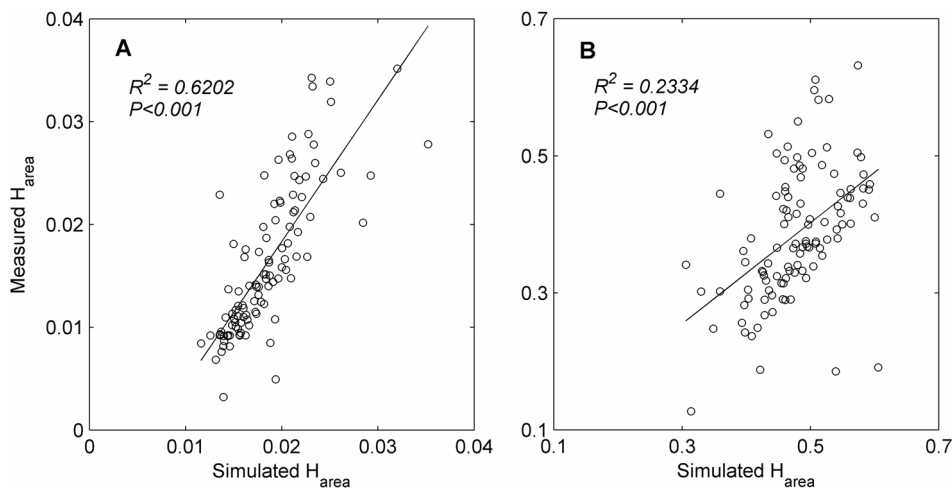 0.04
A
R² = 0.6202
P<0.001
0.03
0.02
0.01
0
0
0.01
0.02
0.03
0.04
Measured H_area
Simulated H_area
0.7
B
R² = 0.2334
P<0.001
0.5
0.3
0.1
0.1
0.3
0.5
0.7
Simulated H_area